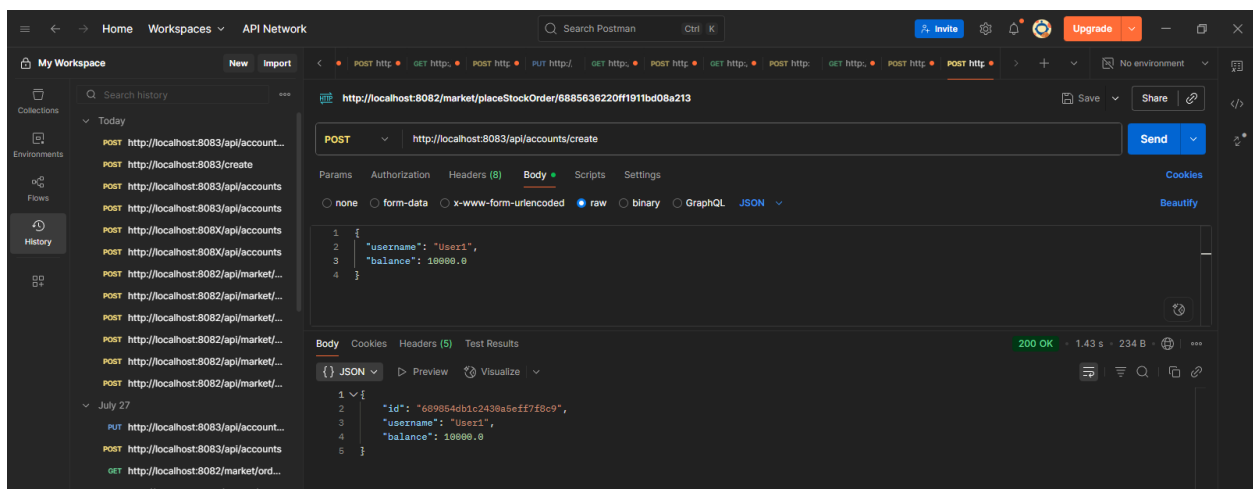 Home Workspaces API Network Search Postman Ctrl K Invite Upgrade
My Workspace New Import
POST http GET http:, POST http PUT http:/ GET http:, POST http GET http:, POST http: GET http:, POST http POST http No environment
Collections
Environments
Flows
History
Search history
Today
POST http://localhost:8083/api/account...
POST http://localhost:8083/create
POST http://localhost:8083/api/accounts
POST http://localhost:8083/api/accounts
POST http://localhost:808X/api/accounts
POST http://localhost:808X/api/accounts
POST http://localhost:8082/api/market/...
POST http://localhost:8082/api/market/...
POST http://localhost:8082/api/market/...
POST http://localhost:8082/api/market/...
POST http://localhost:8082/api/market/...
POST http://localhost:8082/api/market/...
July 27
PUT http://localhost:8083/api/account...
POST http://localhost:8083/api/accounts
GET http://localhost:8082/market/ord...
HTTP http://localhost:8082/market/placeStockOrder/6885636220ff1911bd08a213 Save Share
POST http://localhost:8083/api/accounts/create Send
Params Authorization Headers (8) Body Scripts Settings Cookies
none form-data x-www-form-urlencoded raw binary GraphQL JSON Beautify
1 {
2 "username": "User1",
3 "balance": 10000.0
4 }
Body Cookies Headers (5) Test Results 200 OK 1.43 s 234 B
{} JSON Preview Visualize
1 {
2 "id": "689854db1c2430a5eff7f8c9",
3 "username": "User1",
4 "balance": 10000.0
5 }